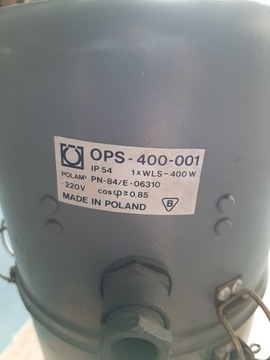 OPS - 400-001
IP 54 1 x WLS - 400 W
POLAM® PN-84/E-06310
220V cos φ ≥ 0.85
MADE IN POLAND B